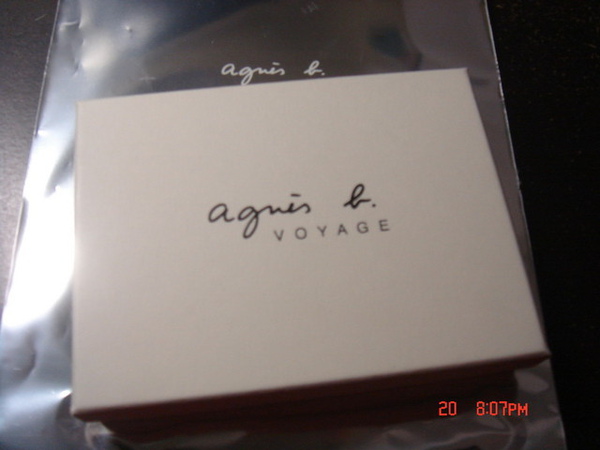 agnès b.
agnès b.
VOYAGE
20 8:07PM